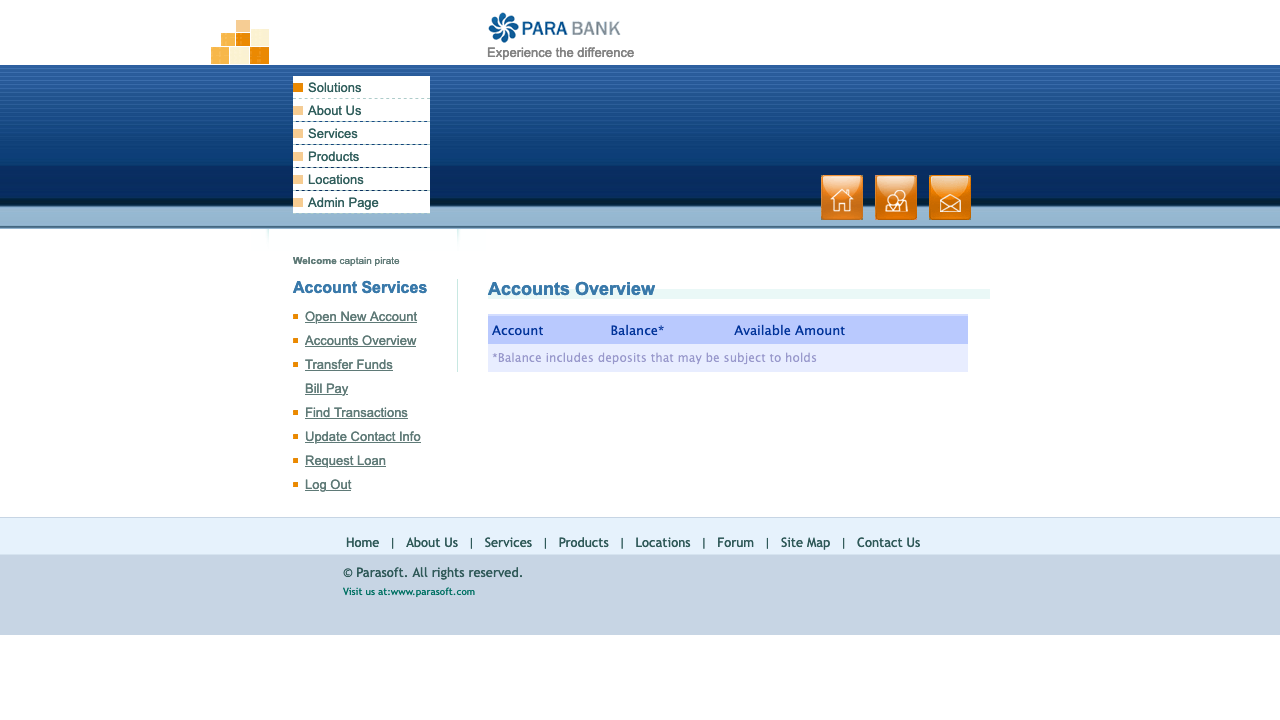 PARA BANK
Experience the difference
Solutions
About Us
Services
Products
Locations
Admin Page
Welcome captain pirate
Account Services
Open New Account
Accounts Overview
Transfer Funds
Bill Pay
Find Transactions
Update Contact Info
Request Loan
Log Out
Accounts Overview
Account Balance* Available Amount
*Balance includes deposits that may be subject to holds
Home | About Us | Services | Products | Locations | Forum | Site Map | Contact Us
© Parasoft. All rights reserved.
Visit us at:www.parasoft.com